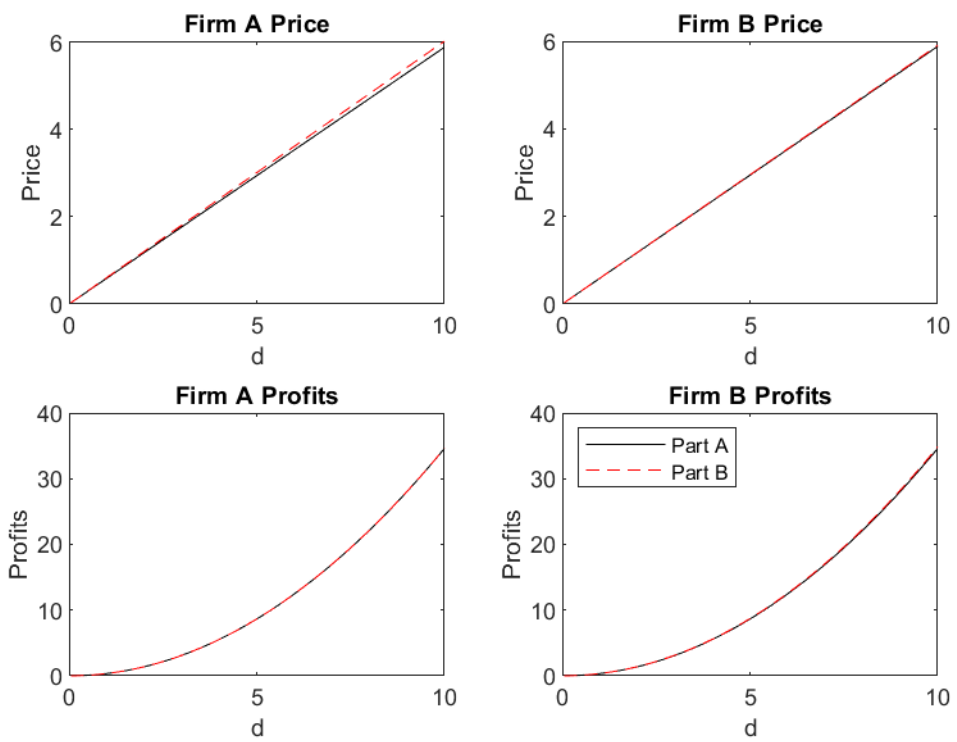 Firm A Price
6
4
2
0
Price
0 5 10
d
Firm B Price
6
4
2
0
Price
0 5 10
d
Firm A Profits
40
30
20
10
0
Profits
0 5 10
d
Firm B Profits
40
30
20
10
0
Profits
Part A
Part B
0 5 10
d